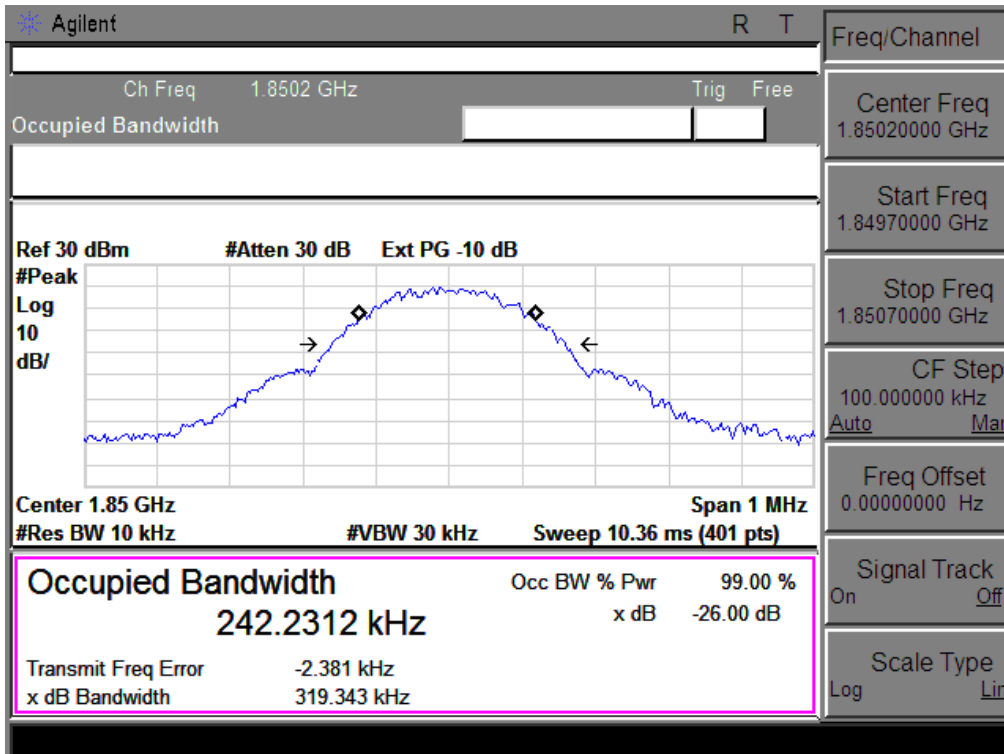 Agilent R T
Ch Freq 1.8502 GHz Trig Free
Occupied Bandwidth
Ref 30 dBm #Atten 30 dB Ext PG -10 dB
#Peak
Log
10
dB/
Center 1.85 GHz Span 1 MHz
#Res BW 10 kHz #VBW 30 kHz Sweep 10.36 ms (401 pts)
Occupied Bandwidth
242.2312 kHz
Occ BW % Pwr 99.00 %
x dB -26.00 dB
Transmit Freq Error -2.381 kHz
x dB Bandwidth 319.343 kHz
Freq/Channel
Center Freq
1.85020000 GHz
Start Freq
1.84970000 GHz
Stop Freq
1.85070000 GHz
CF Step
100.000000 kHz
Auto Man
Freq Offset
0.00000000 Hz
Signal Track
On Off
Scale Type
Log Lin